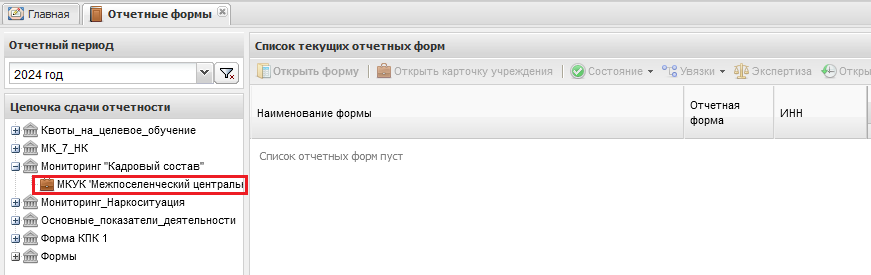 Главная
Отчетные формы
Отчетный период
2024 год
Цепочка сдачи отчетности
Квоты_на_целевое_обучение
МК_7_НК
Мониторинг "Кадровый состав"
МКУК 'Межпоселенческий централы
Мониторинг_Наркоситуация
Основные_показатели_деятельности
Форма КПК 1
Формы
Список текущих отчетных форм
Открыть форму Открыть карточку учреждения Состояние Увязки Экспертиза Откры
Наименование формы
Отчетная
форма
ИНН
Список отчетных форм пуст